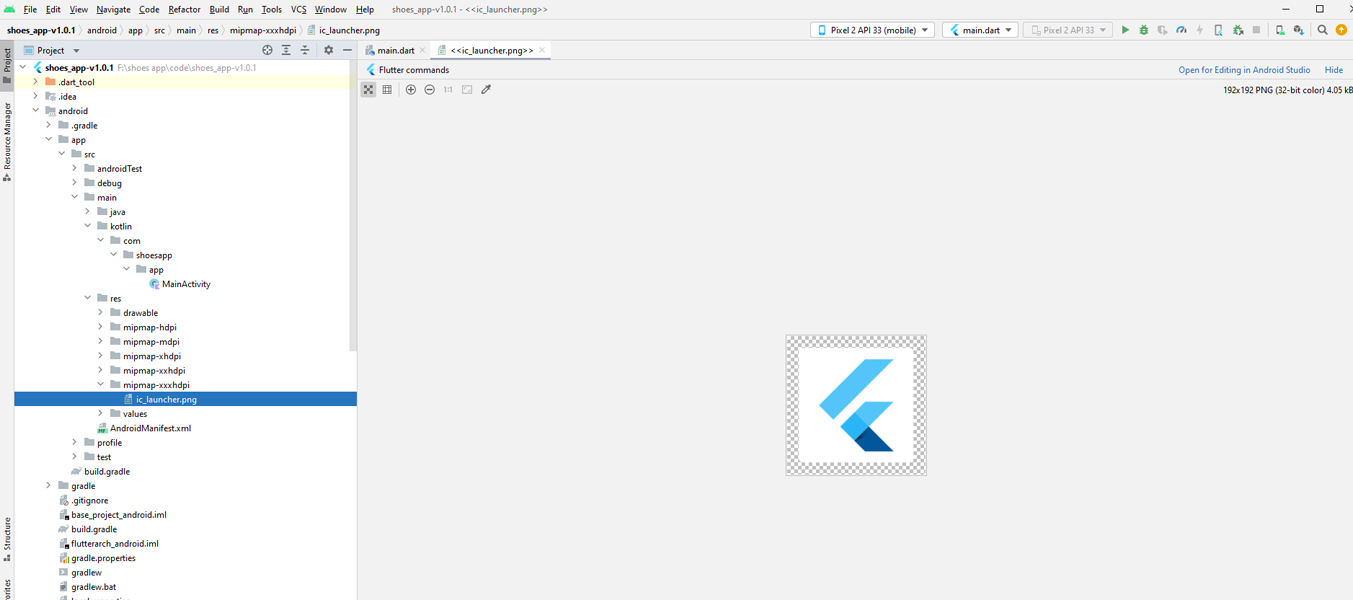 File Edit View Navigate Code Refactor Build Run Tools VCS Window Help shoes_app-v1.0.1 - <<ic_launcher.png>>
shoes_app-v1.0.1 android app src main res mipmap-xxxhdpi ic_launcher.png Pixel 2 API 33 (mobile) main.dart Pixel 2 API 33
Project main.dart <<ic_launcher.png>>
shoes_app-v1.0.1 F:\shoes app\code\shoes_app-v1.0.1
Flutter commands Open for Editing in Android Studio Hide
1:1 192x192 PNG (32-bit color) 4.05 kB
.dart_tool
.idea
android
.gradle
app
src
androidTest
debug
main
java
kotlin
com
shoesapp
app
MainActivity
res
drawable
mipmap-hdpi
mipmap-mdpi
mipmap-xhdpi
mipmap-xxhdpi
mipmap-xxxhdpi
ic_launcher.png
values
AndroidManifest.xml
profile
test
build.gradle
gradle
.gitignore
base_project_android.iml
build.gradle
flutterarch_android.iml
gradle.properties
gradlew
gradlew.bat
Project
Resource Manager
Structure